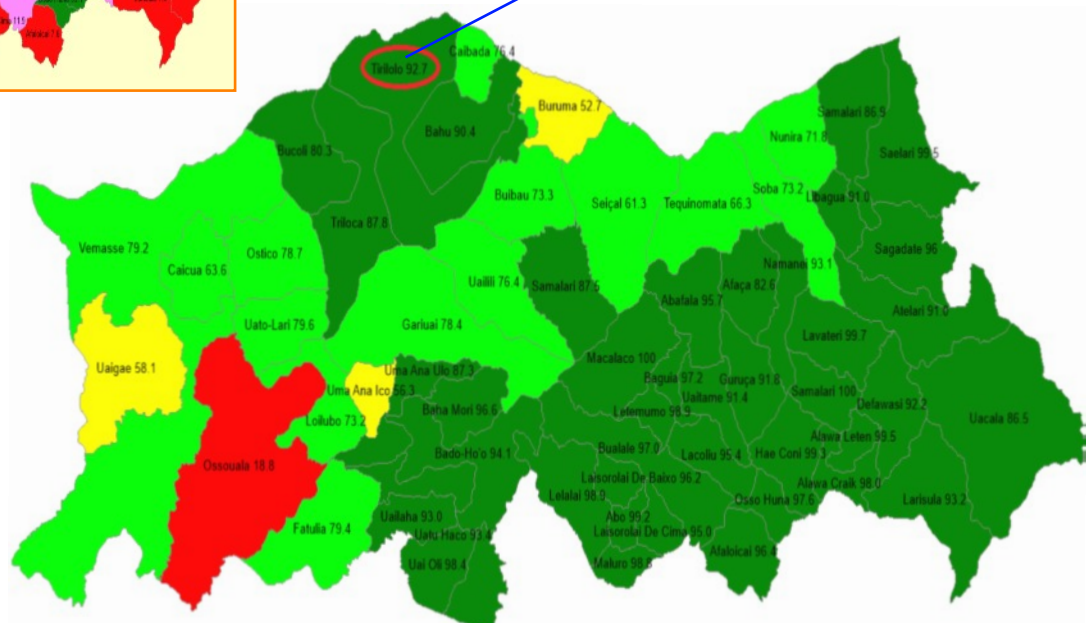 Afaloicai 7.8
Tirilolo 92.7
Caibada 76.4
Buruma 52.7
Samalari 86.9
Bahu 90.4
Nunira 71.8
Bucoli 80.3
Saelari 99.5
Buibau 73.3
Seiçal 61.3
Tequinomata 66.3
Soba 73.2
Libagua 91.0
Triloca 87.8
Vemasse 79.2
Caicua 63.6
Ostico 78.7
Sagadate 96
Namanei 93.1
Uailili 76.4
Samalari 87.5
Afaça 82.6
Abafala 95.7
Atelari 91.0
Uato-Lari 79.6
Gariuai 78.4
Lavateri 99.7
Macalaco 100
Uaigae 58.1
Uma Ana Ulo 87.3
Baguia 97.2
Guruça 91.8
Uma Ana Ico 56.3
Uaitame 91.4
Samalari 100
Defawasi 92.2
Baha Mori 96.6
Letemumo 98.9
Uacala 86.5
Loilubo 73.2
Alawa Leten 99.5
Bado-Ho'o 94.1
Bualale 97.0
Lacoliu 95.4
Hae Coni 99.3
Ossouala 18.8
Laisorolai De Baixo 96.2
Alawa Craik 98.0
Lelalai 98.9
Osso Huna 97.6
Larisula 93.2
Uailaha 93.0
Abo 99.2
Fatulia 79.4
Uatu Haco 93.4
Laisorolai De Cima 95.0
Afaloicai 96.4
Uai Oli 98.4
Maluro 98.8